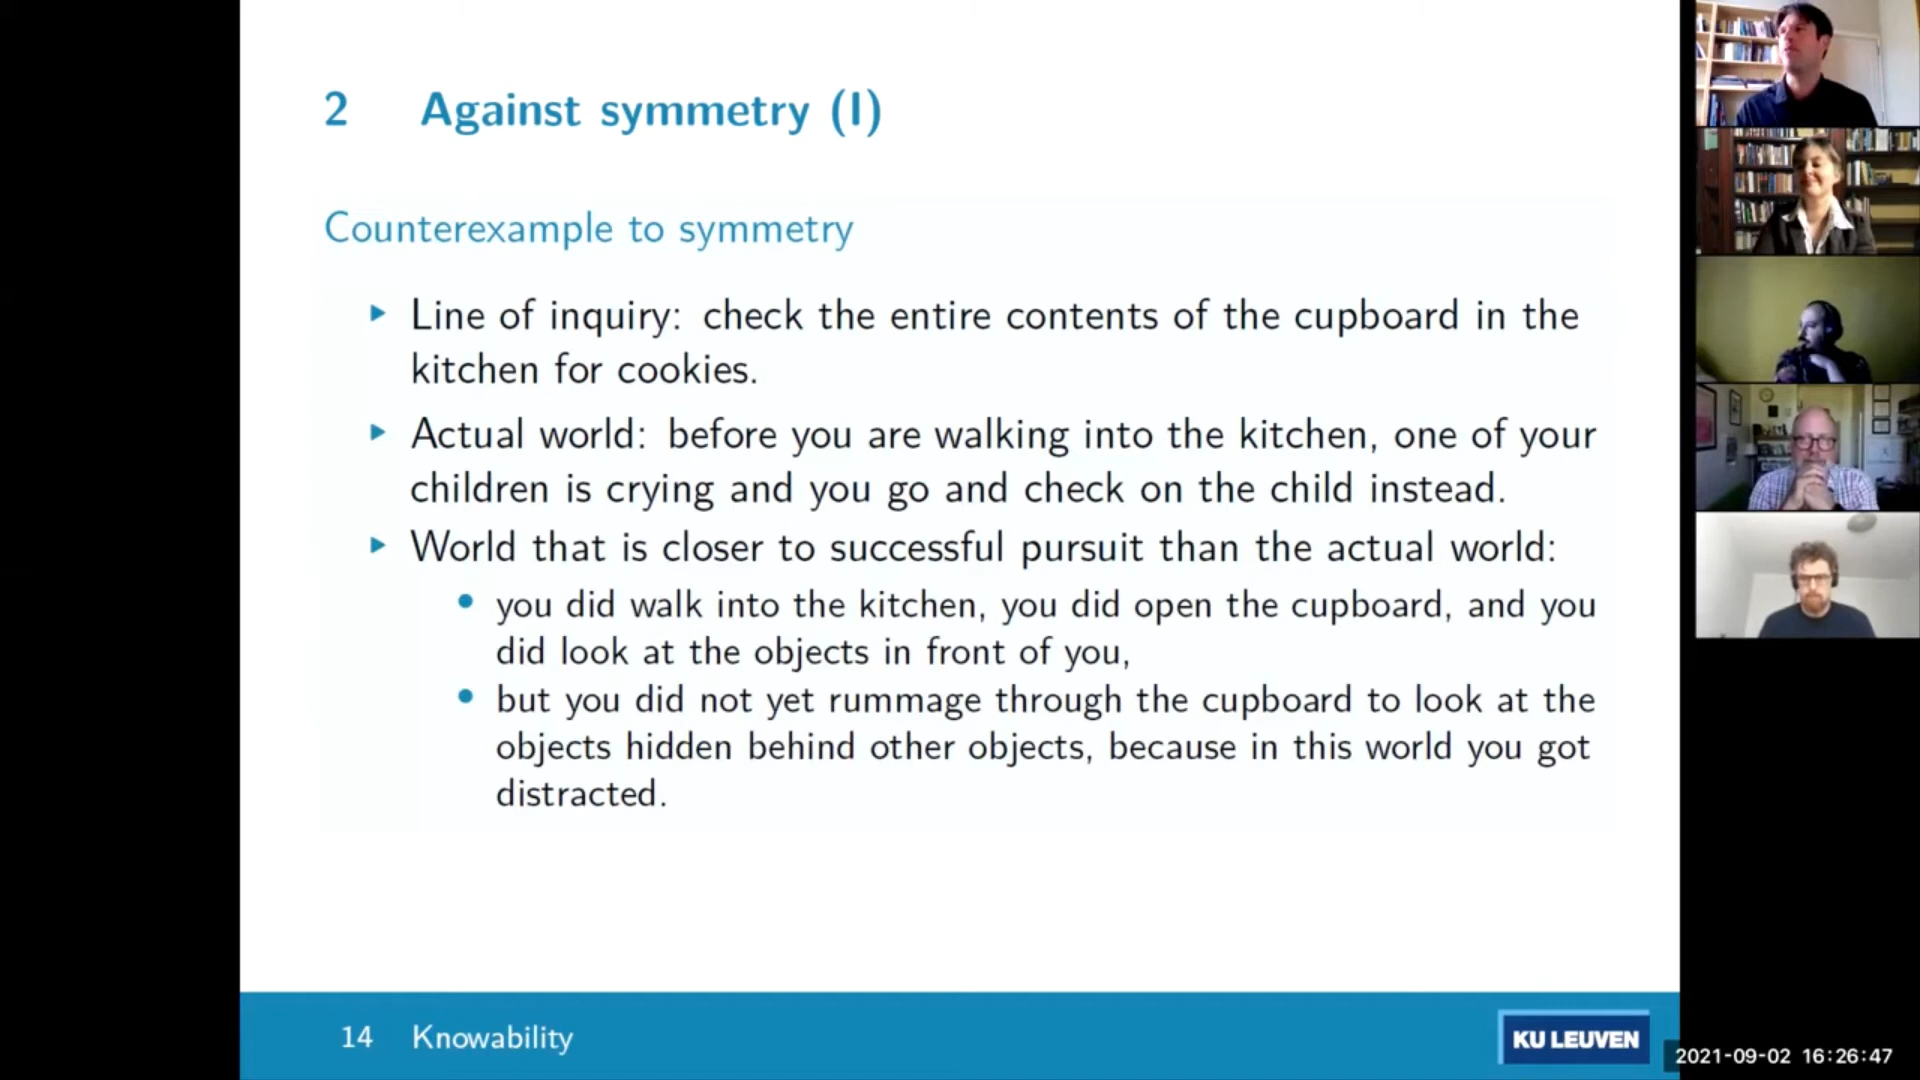 2 Against symmetry (I)
Counterexample to symmetry
▸ Line of inquiry: check the entire contents of the cupboard in the
kitchen for cookies.
▸ Actual world: before you are walking into the kitchen, one of your
children is crying and you go and check on the child instead.
▸ World that is closer to successful pursuit than the actual world:
• you did walk into the kitchen, you did open the cupboard, and you
did look at the objects in front of you,
• but you did not yet rummage through the cupboard to look at the
objects hidden behind other objects, because in this world you got
distracted.
14 Knowability
KU LEUVEN
2021-09-02 16:26:47